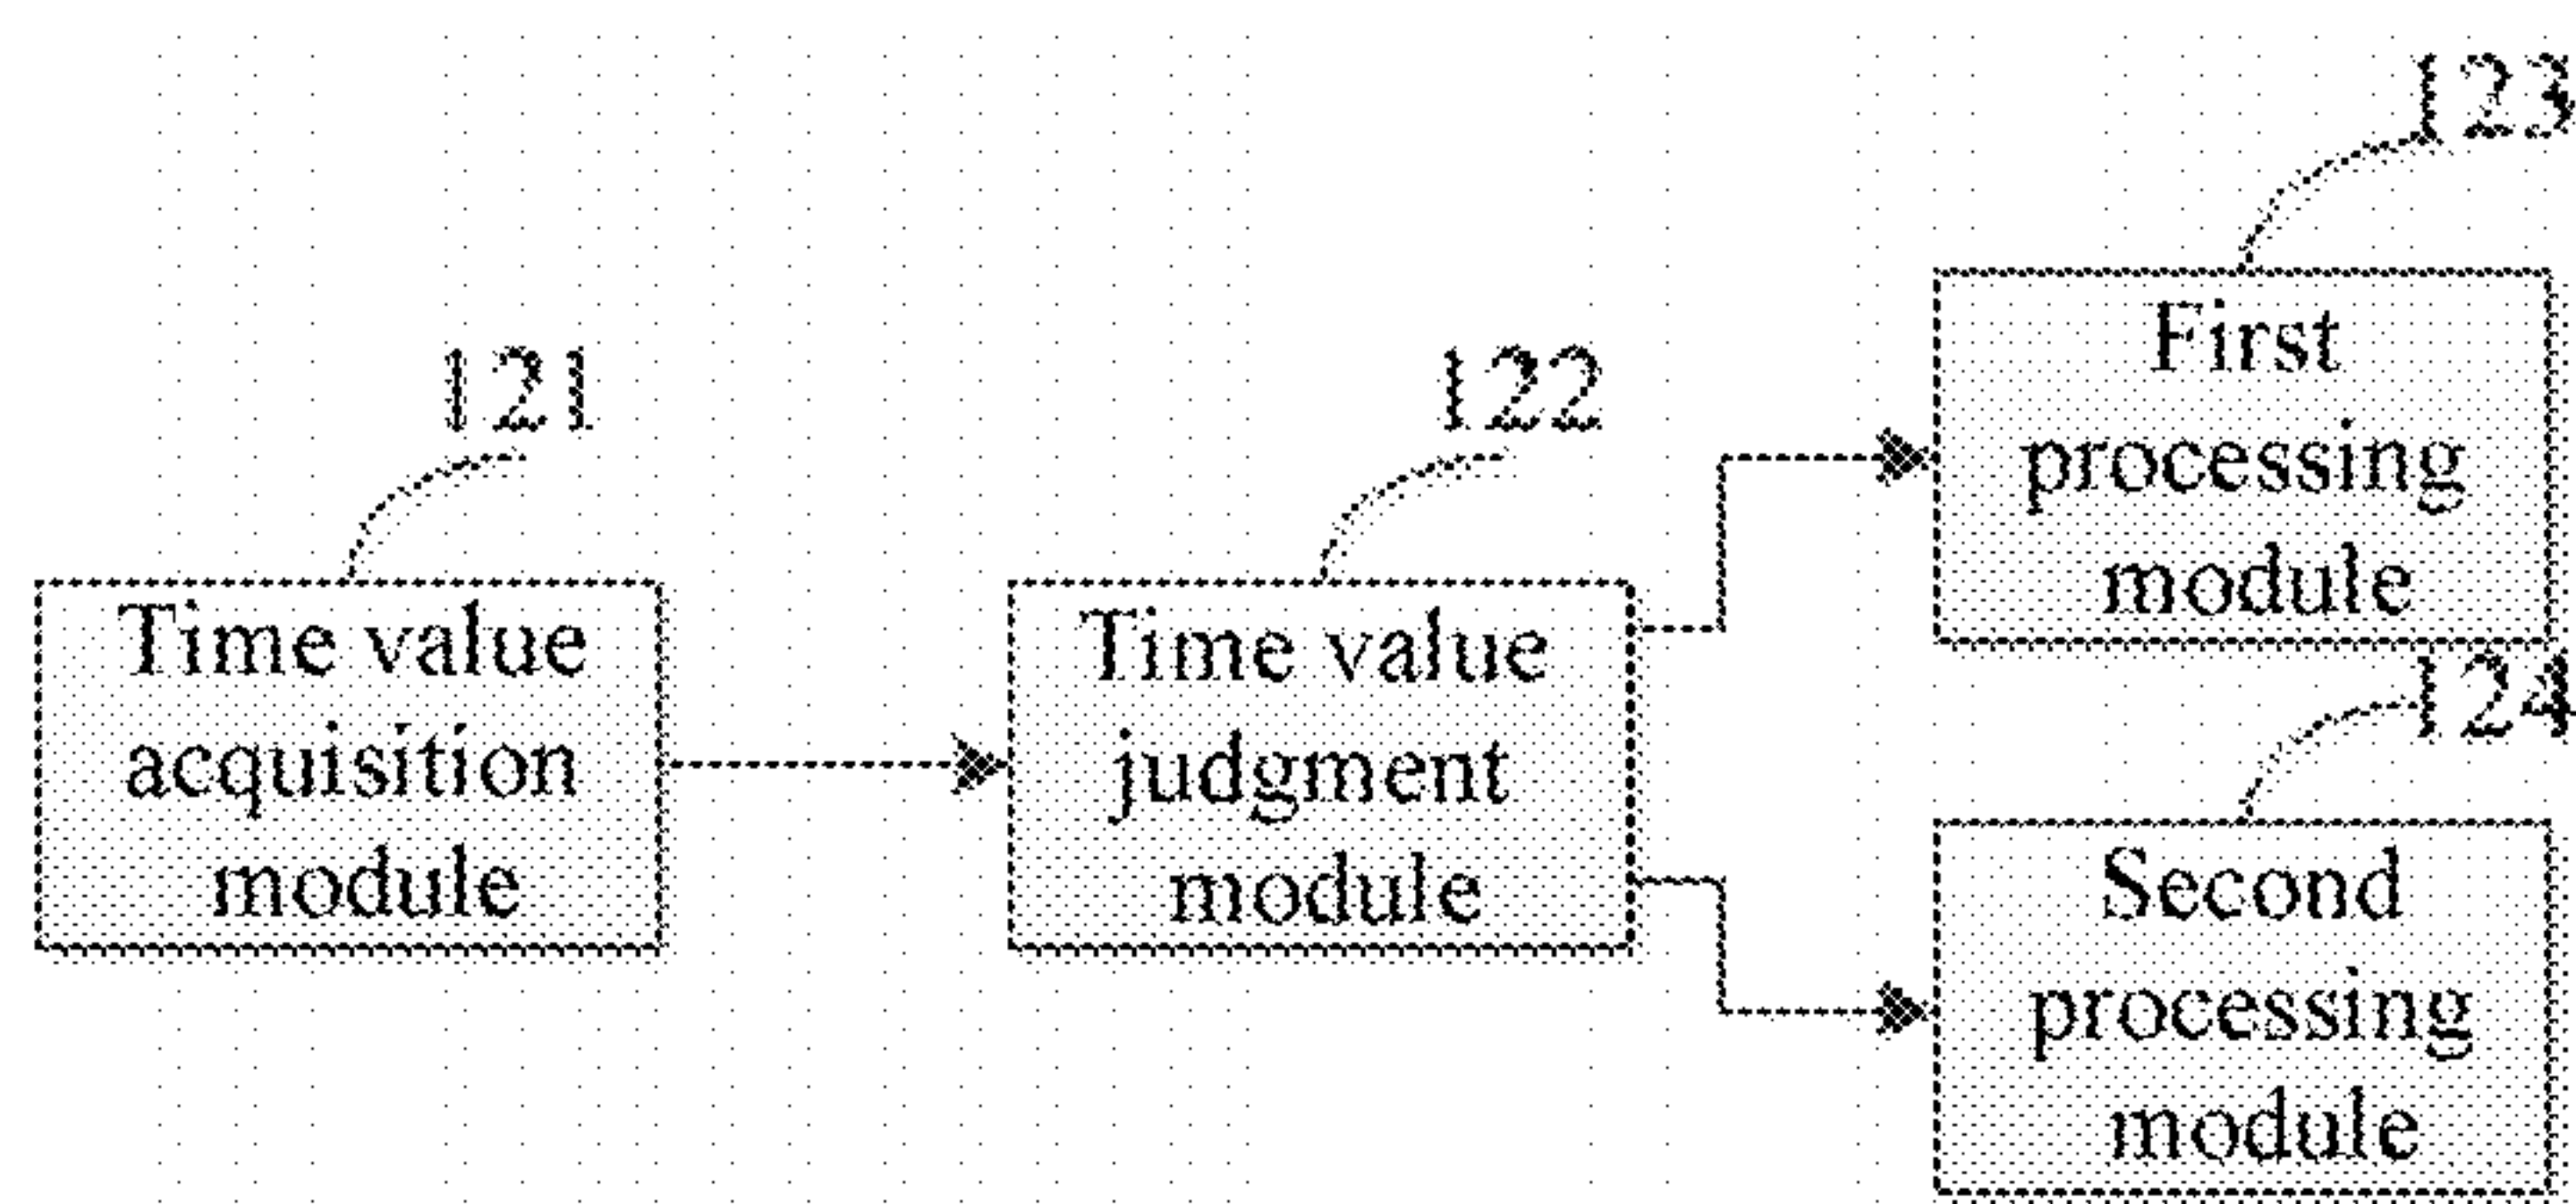 121
Time value
acquisition
module
122
Time value
judgment
module
123
First
processing
module
124
Second
processing
module